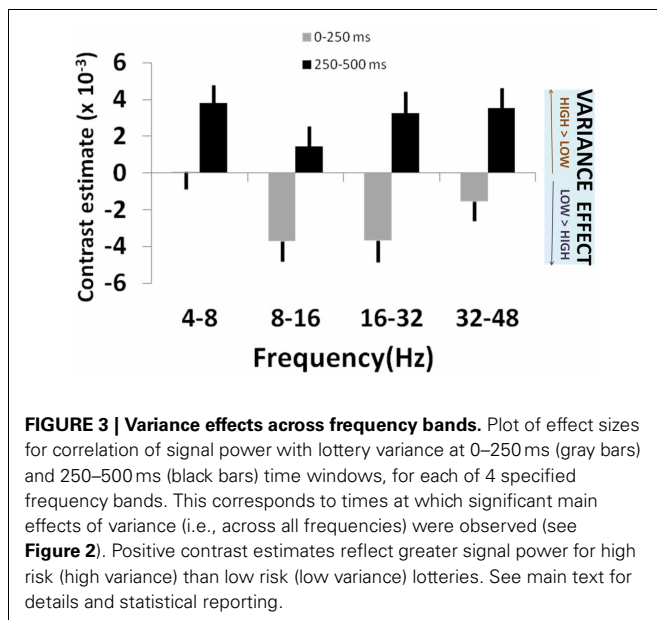 0-250 ms
250-500 ms
Contrast estimate (x 10⁻³)
6
4
2
0
-2
-4
-6
4-8 8-16 16-32 32-48
Frequency(Hz)
HIGH > LOW
LOW > HIGH
VARIANCE EFFECT
FIGURE 3 | Variance effects across frequency bands. Plot of effect sizes
for correlation of signal power with lottery variance at 0–250 ms (gray bars)
and 250–500 ms (black bars) time windows, for each of 4 specified
frequency bands. This corresponds to times at which significant main
effects of variance (i.e., across all frequencies) were observed (see
Figure 2). Positive contrast estimates reflect greater signal power for high
risk (high variance) than low risk (low variance) lotteries. See main text for
details and statistical reporting.